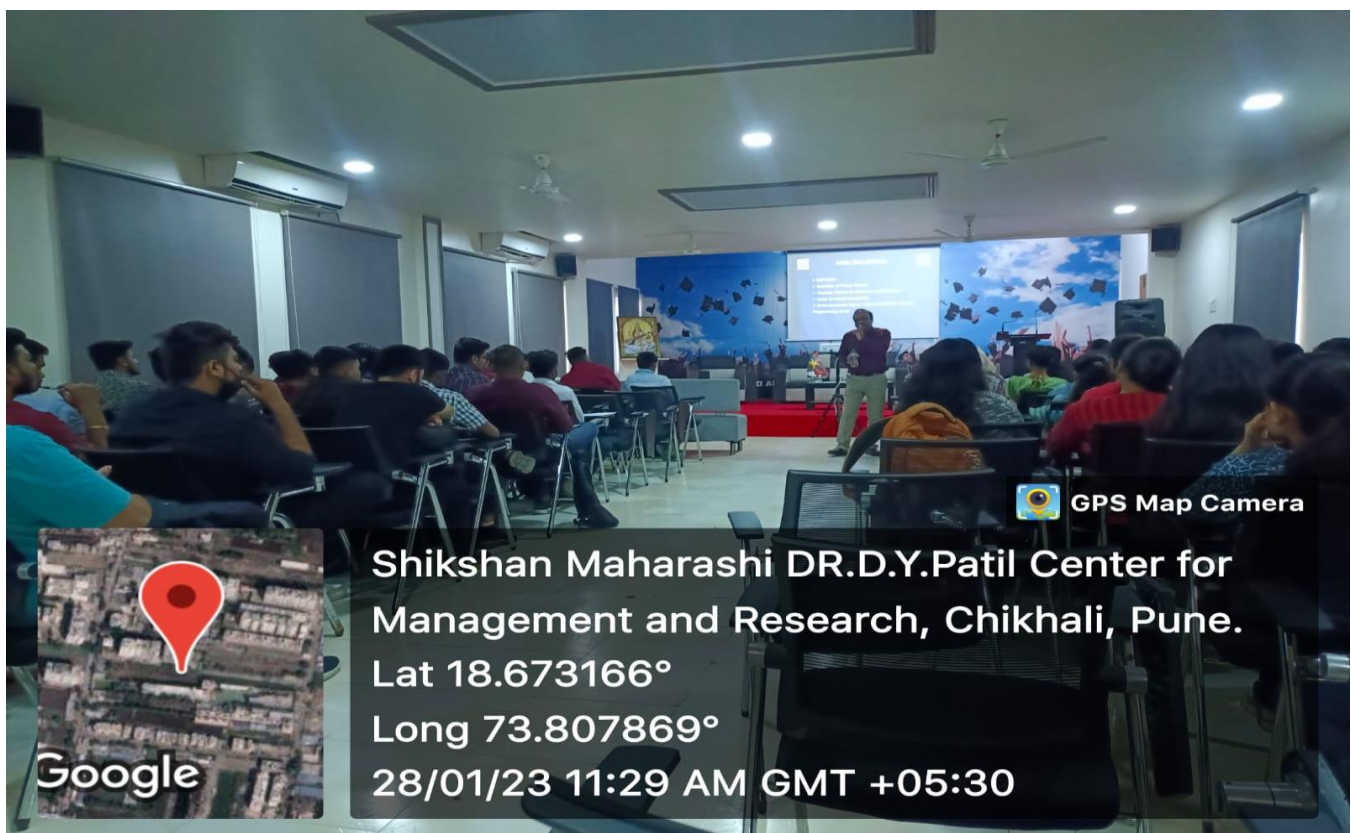 GPS Map Camera
Shikshan Maharashi DR.D.Y.Patil Center for
Management and Research, Chikhali, Pune.
Lat 18.673166°
Long 73.807869°
28/01/23 11:29 AM GMT +05:30
Google